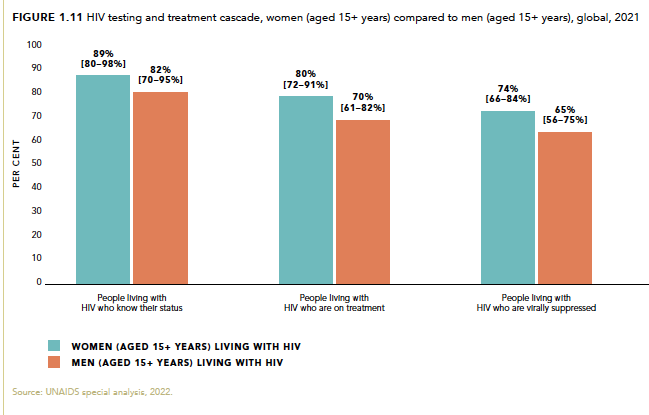 FIGURE 1.11 HIV testing and treatment cascade, women (aged 15+ years) compared to men (aged 15+ years), global, 2021
PER CENT
100
90
80
70
60
50
40
30
20
10
0
89%
[80–98%]
82%
[70–95%]
80%
[72–91%]
70%
[61–82%]
74%
[66–84%]
65%
[56–75%]
People living with
HIV who know their status
People living with
HIV who are on treatment
People living with
HIV who are virally suppressed
WOMEN (AGED 15+ YEARS) LIVING WITH HIV
MEN (AGED 15+ YEARS) LIVING WITH HIV
Source: UNAIDS special analysis, 2022.